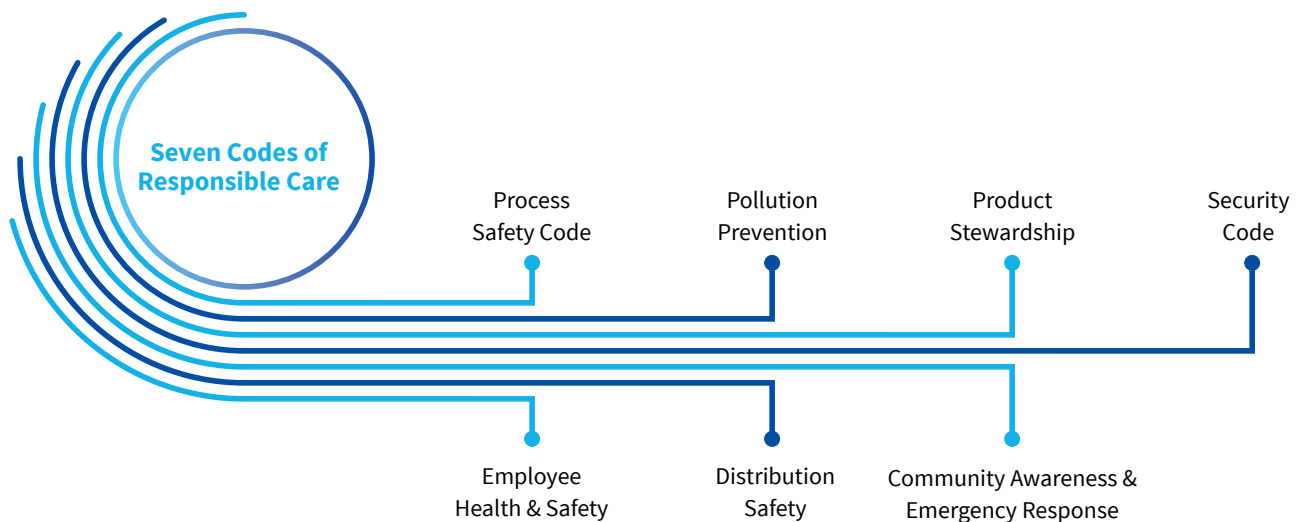 Seven Codes of
Responsible Care
Process
Safety Code
Pollution
Prevention
Product
Stewardship
Security
Code
Employee
Health & Safety
Distribution
Safety
Community Awareness &
Emergency Response